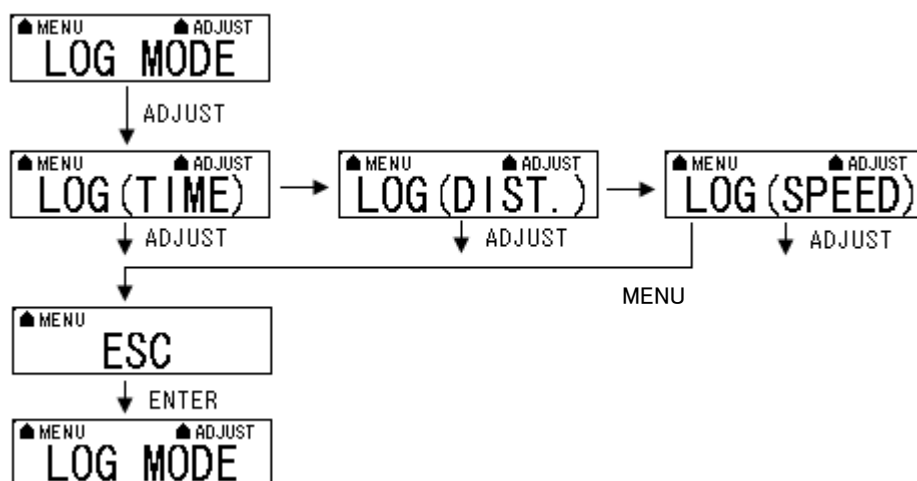 MENU ADJUST
LOG MODE
ADJUST
MENU ADJUST MENU ADJUST MENU ADJUST
LOG(TIME) LOG(DIST.) LOG(SPEED)
ADJUST ADJUST ADJUST
MENU
MENU
ESC
ENTER
MENU ADJUST
LOG MODE